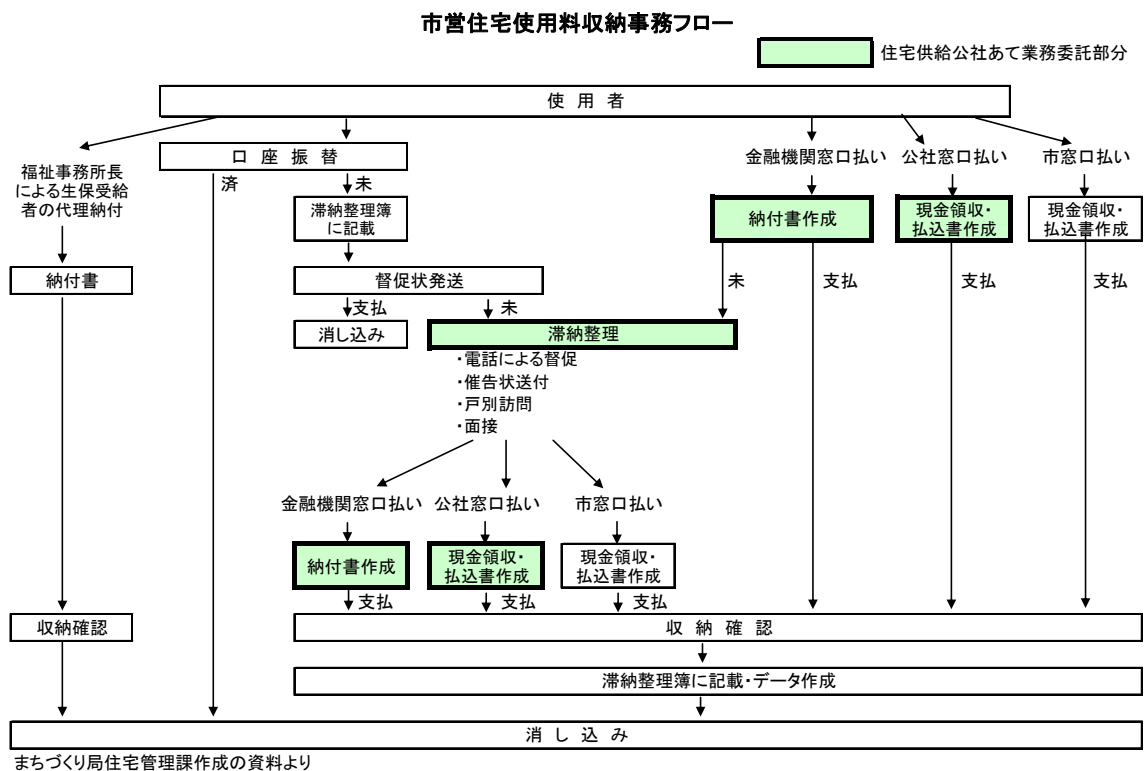 市営住宅使用料収納事務フロー
住宅供給公社あて業務委託部分
使 用 者
福祉事務所長
による生保受給
者の代理納付
口 座 振 替
金融機関窓口払い
公社窓口払い
市窓口払い
済
未
滞納整理簿
に記載
納付書作成
現金領収・
払込書作成
現金領収・
払込書作成
納付書
督促状発送
未
支払
支払
支払
支払
未
消し込み
滞納整理
・電話による督促
・催告状送付
・戸別訪問
・面接
金融機関窓口払い
公社窓口払い
市窓口払い
納付書作成
現金領収・
払込書作成
現金領収・
払込書作成
支払
支払
支払
収納確認
収 納 確 認
滞納整理簿に記載・データ作成
消 し 込 み
まちづくり局住宅管理課作成の資料より